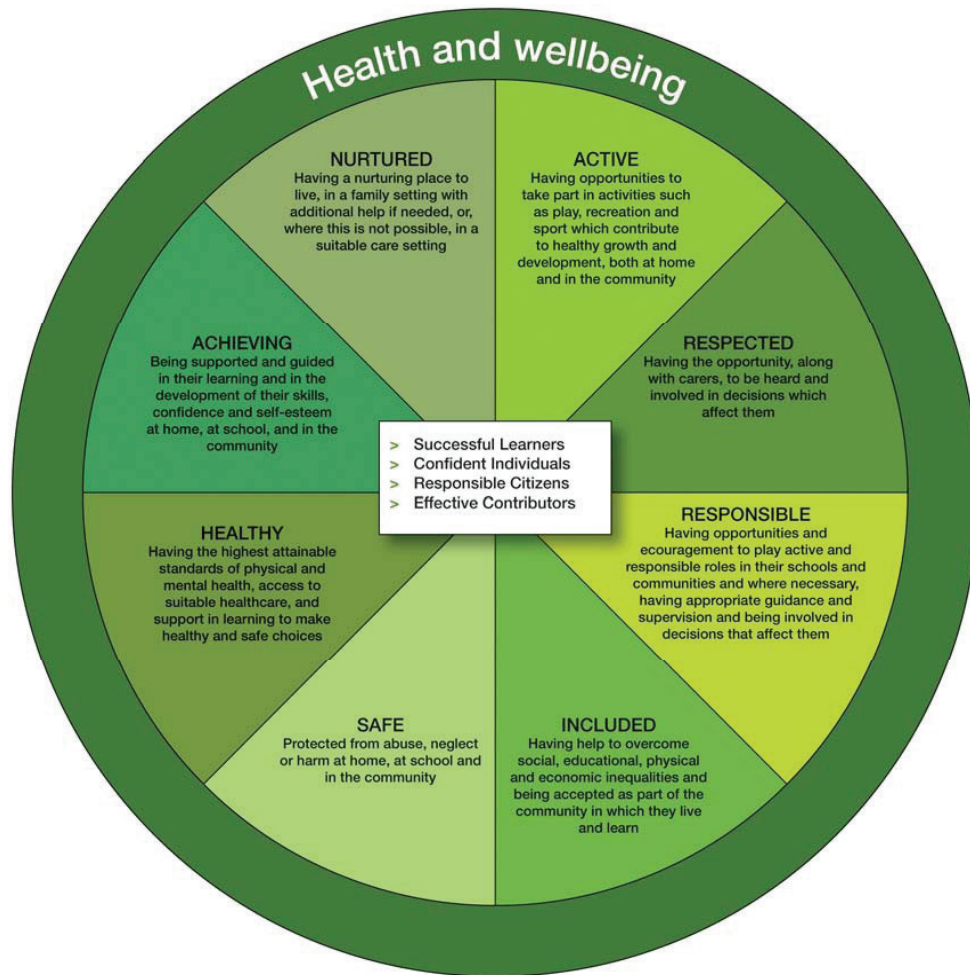 Health and wellbeing
NURTURED
Having a nurturing place to
live, in a family setting with
additional help if needed, or,
where this is not possible, in a
suitable care setting
ACTIVE
Having opportunities to
take part in activities such
as play, recreation and
sport which contribute
to healthy growth and
development, both at home
and in the community
ACHIEVING
Being supported and guided
in their learning and in the
development of their skills,
confidence and self-esteem
at home, at school, and in the
community
RESPECTED
Having the opportunity, along
with carers, to be heard and
involved in decisions which
affect them
> Successful Learners
> Confident Individuals
> Responsible Citizens
> Effective Contributors
HEALTHY
Having the highest attainable
standards of physical and
mental health, access to
suitable healthcare, and
support in learning to make
healthy and safe choices
RESPONSIBLE
Having opportunities and
ecouragement to play active and
responsible roles in their schools and
communities and where necessary,
having appropriate guidance and
supervision and being involved in
decisions that affect them
SAFE
Protected from abuse, neglect
or harm at home, at school and
in the community
INCLUDED
Having help to overcome
social, educational, physical
and economic inequalities and
being accepted as part of the
community in which they live
and learn